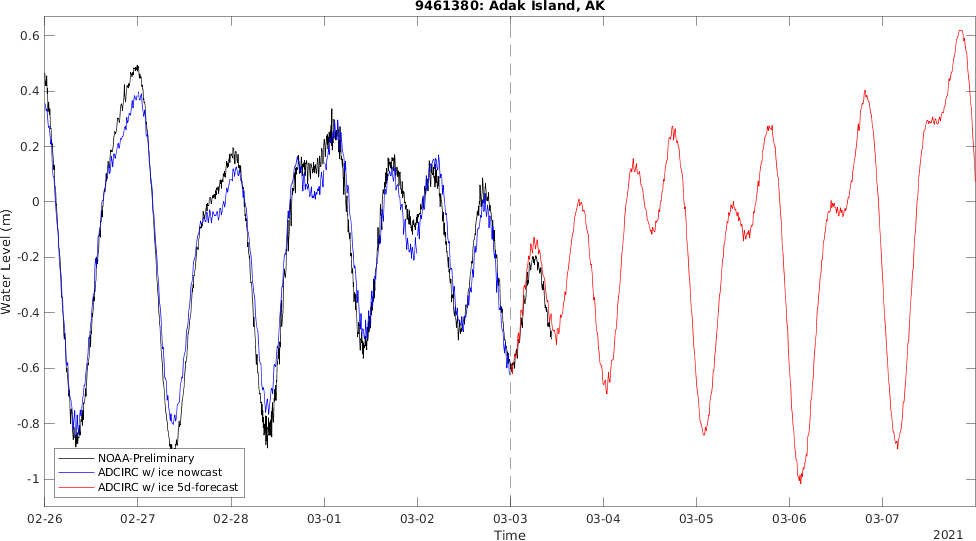 9461380: Adak Island, AK
0.6
0.4
0.2
0
-0.2
-0.4
-0.6
-0.8
-1
Water Level (m)
NOAA-Preliminary
ADCIRC w/ ice nowcast
ADCIRC w/ ice 5d-forecast
02-26 02-27 02-28 03-01 03-02 03-03 03-04 03-05 03-06 03-07
Time
2021